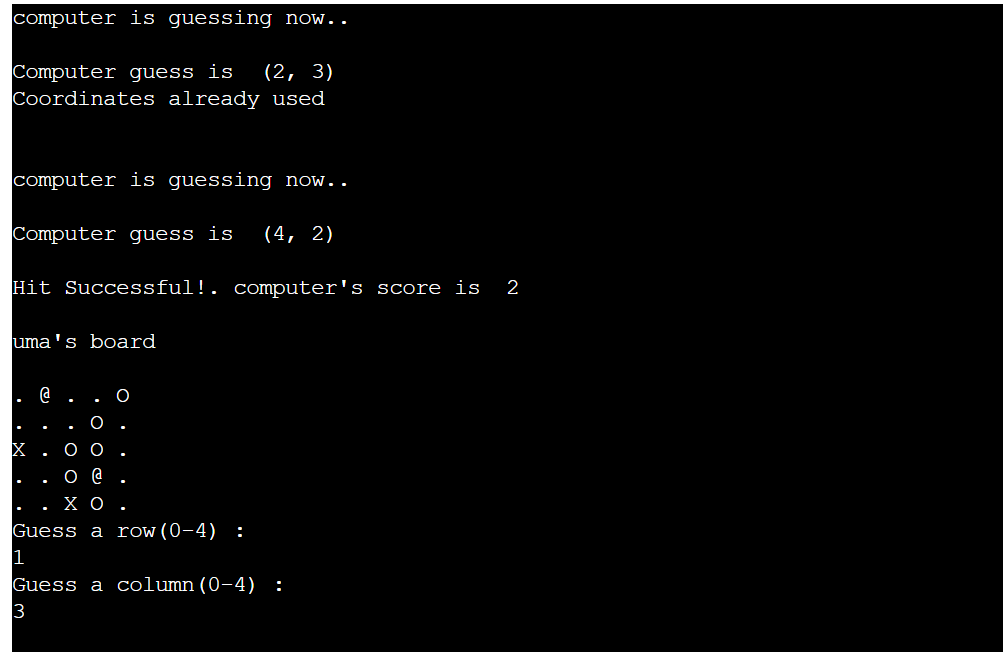 computer is guessing now..
Computer guess is  (2, 3)
Coordinates already used
computer is guessing now..
Computer guess is  (4, 2)
Hit Successful!. computer's score is  2
uma's board
. @ . . O
. . . O .
X . O O .
. . O @ .
. . X O .
Guess a row(0-4) :
1
Guess a column(0-4) :
3